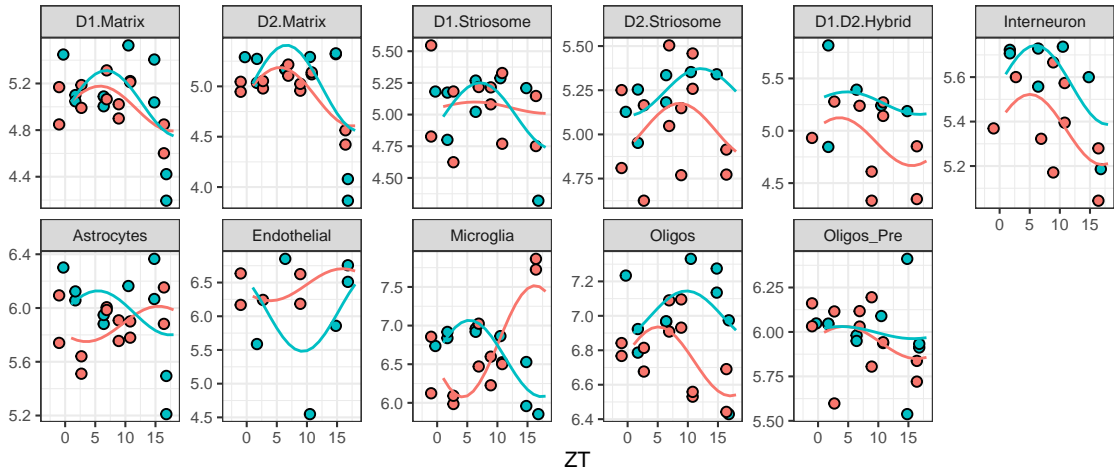 D1.Matrix D2.Matrix D1.Striosome D2.Striosome D1.D2.Hybrid Interneuron
5.2 4.8 4.4
5.0 4.5 4.0
5.50 5.25 5.00 4.75 4.50
5.50 5.25 5.00 4.75
5.5 5.0 4.5
5.6 5.4 5.2
0 5 10 15
Astrocytes Endothelial Microglia Oligos Oligos_Pre
6.4 6.0 5.6 5.2
6.5 6.0 5.5 5.0 4.5
7.5 7.0 6.5 6.0
7.2 6.9 6.6 6.4
6.25 6.00 5.75 5.50
0 5 10 15 0 5 10 15 0 5 10 15 0 5 10 15 0 5 10 15
ZT